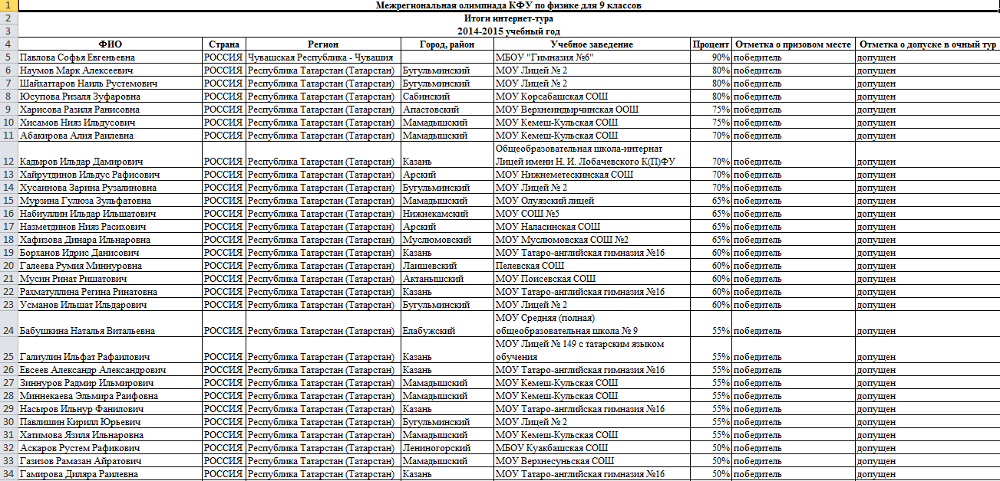 1 Межрегиональная олимпиада КФУ по физике для 9 классов
2 Итоги интернет-тура
3 2014-2015 учебный год
4 ФИО Страна Регион Город, район Учебное заведение Процент Отметка о призовом месте Отметка о допуске в очный тур
5 Павлова Софья Евгеньевна РОССИЯ Чувашская Республика - Чувашия МБОУ "Гимназия №6" 90% победитель допущен
6 Наумов Марк Алексеевич РОССИЯ Республика Татарстан (Татарстан) Бугульминский МОУ Лицей № 2 80% победитель допущен
7 Шайхаттаров Наиль Рустемович РОССИЯ Республика Татарстан (Татарстан) Бугульминский МОУ Лицей № 2 80% победитель допущен
8 Юсупова Ризаля Зуфаровна РОССИЯ Республика Татарстан (Татарстан) Сабинский МОУ Корсабашская СОШ 80% победитель допущен
9 Харисова Разиля Ранисовна РОССИЯ Республика Татарстан (Татарстан) Апастовский МОУ Верхнеиндырчинская ООШ 75% победитель допущен
10 Хисамов Нияз Ильдусович РОССИЯ Республика Татарстан (Татарстан) Мамадышский МОУ Кемеш-Кульская СОШ 75% победитель допущен
11 Абакирова Алия Раилевна РОССИЯ Республика Татарстан (Татарстан) Мамадышский МОУ Кемеш-Кульская СОШ 70% победитель допущен
Общеобразовательная школа-интернат
12 Кадыров Ильдар Дамирович РОССИЯ Республика Татарстан (Татарстан) Казань Лицей имени Н. И. Лобачевского К(П)ФУ 70% победитель допущен
13 Хайрутдинов Ильдус Рафисович РОССИЯ Республика Татарстан (Татарстан) Арский МОУ Нижнеметескинская СОШ 70% победитель допущен
14 Хусаинова Зарина Рузалиновна РОССИЯ Республика Татарстан (Татарстан) Бугульминский МОУ Лицей № 2 70% победитель допущен
15 Мурзина Гулюза Зульфатовна РОССИЯ Республика Татарстан (Татарстан) Мамадышский МОУ Олуязский лицей 65% победитель допущен
16 Набиуллин Ильдар Ильшатович РОССИЯ Республика Татарстан (Татарстан) Нижнекамский МОУ СОШ №5 65% победитель допущен
17 Назметдинов Нияз Расихович РОССИЯ Республика Татарстан (Татарстан) Арский МОУ Наласинская СОШ 65% победитель допущен
18 Хафизова Динара Ильнаровна РОССИЯ Республика Татарстан (Татарстан) Муслюмовский МОУ Муслюмовская СОШ №2 65% победитель допущен
19 Борханов Идрис Данисович РОССИЯ Республика Татарстан (Татарстан) Казань МОУ Татаро-английская гимназия №16 60% победитель допущен
20 Галеева Румия Миннуровна РОССИЯ Республика Татарстан (Татарстан) Лаишевский Пелевская СОШ 60% победитель допущен
21 Мусин Ринат Ришатович РОССИЯ Республика Татарстан (Татарстан) Актанышский МОУ Поисевская СОШ 60% победитель допущен
22 Рахматуллина Регина Ринатовна РОССИЯ Республика Татарстан (Татарстан) Казань МОУ Татаро-английская гимназия №16 60% победитель допущен
23 Усманов Ильшат Ильдарович РОССИЯ Республика Татарстан (Татарстан) Бугульминский МОУ Лицей № 2 60% победитель допущен
МОУ Средняя (полная)
24 Бабушкина Наталья Витальевна РОССИЯ Республика Татарстан (Татарстан) Елабужский общеобразовательная школа № 9 55% победитель допущен
МОУ Лицей № 149 с татарским языком
25 Галиулин Ильфат Рафаилович РОССИЯ Республика Татарстан (Татарстан) Казань обучения 55% победитель допущен
26 Евсеев Александр Александрович РОССИЯ Республика Татарстан (Татарстан) Казань МОУ Татаро-английская гимназия №16 55% победитель допущен
27 Зиннуров Радмир Ильмирович РОССИЯ Республика Татарстан (Татарстан) Мамадышский МОУ Кемеш-Кульская СОШ 55% победитель допущен
28 Миннекаева Эльмира Раифовна РОССИЯ Республика Татарстан (Татарстан) Мамадышский МОУ Кемеш-Кульская СОШ 55% победитель допущен
29 Насыров Ильнур Фанилович РОССИЯ Республика Татарстан (Татарстан) Казань МОУ Татаро-английская гимназия №16 55% победитель допущен
30 Павлишин Кирилл Юрьевич РОССИЯ Республика Татарстан (Татарстан) Бугульминский МОУ Лицей № 2 55% победитель допущен
31 Хатимова Язиля Ильнаровна РОССИЯ Республика Татарстан (Татарстан) Мамадышский МОУ Кемеш-Кульская СОШ 55% победитель допущен
32 Аскаров Рустем Рафикович РОССИЯ Республика Татарстан (Татарстан) Лениногорский МБОУ Куакбашская СОШ 50% победитель допущен
33 Газизов Рамазан Айратович РОССИЯ Республика Татарстан (Татарстан) Мамадышский МОУ Верхнесуньская СОШ 50% победитель допущен
34 Гамирова Диляра Раилевна РОССИЯ Республика Татарстан (Татарстан) Казань МОУ Татаро-английская гимназия №16 50% победитель допущен